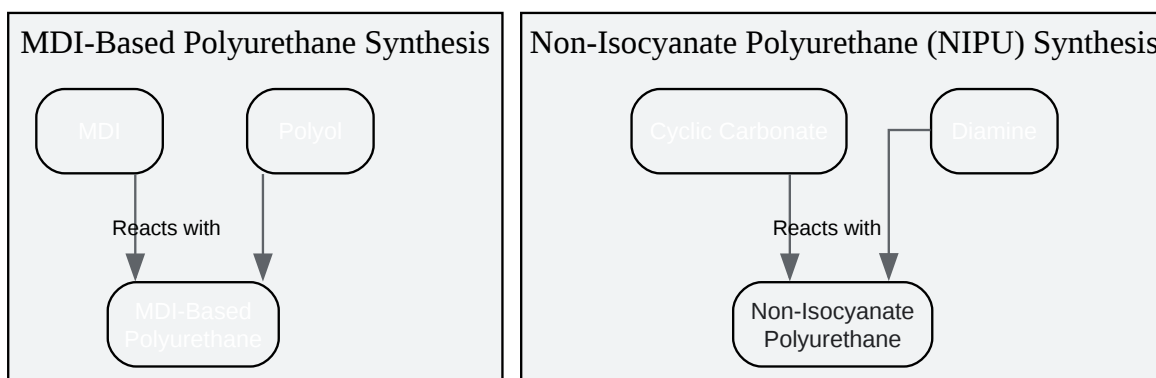 MDI-Based Polyurethane Synthesis
MDI
Polyol
Reacts with
MDI-Based
Polyurethane
Non-Isocyanate Polyurethane (NIPU) Synthesis
Cyclic Carbonate
Diamine
Reacts with
Non-Isocyanate
Polyurethane